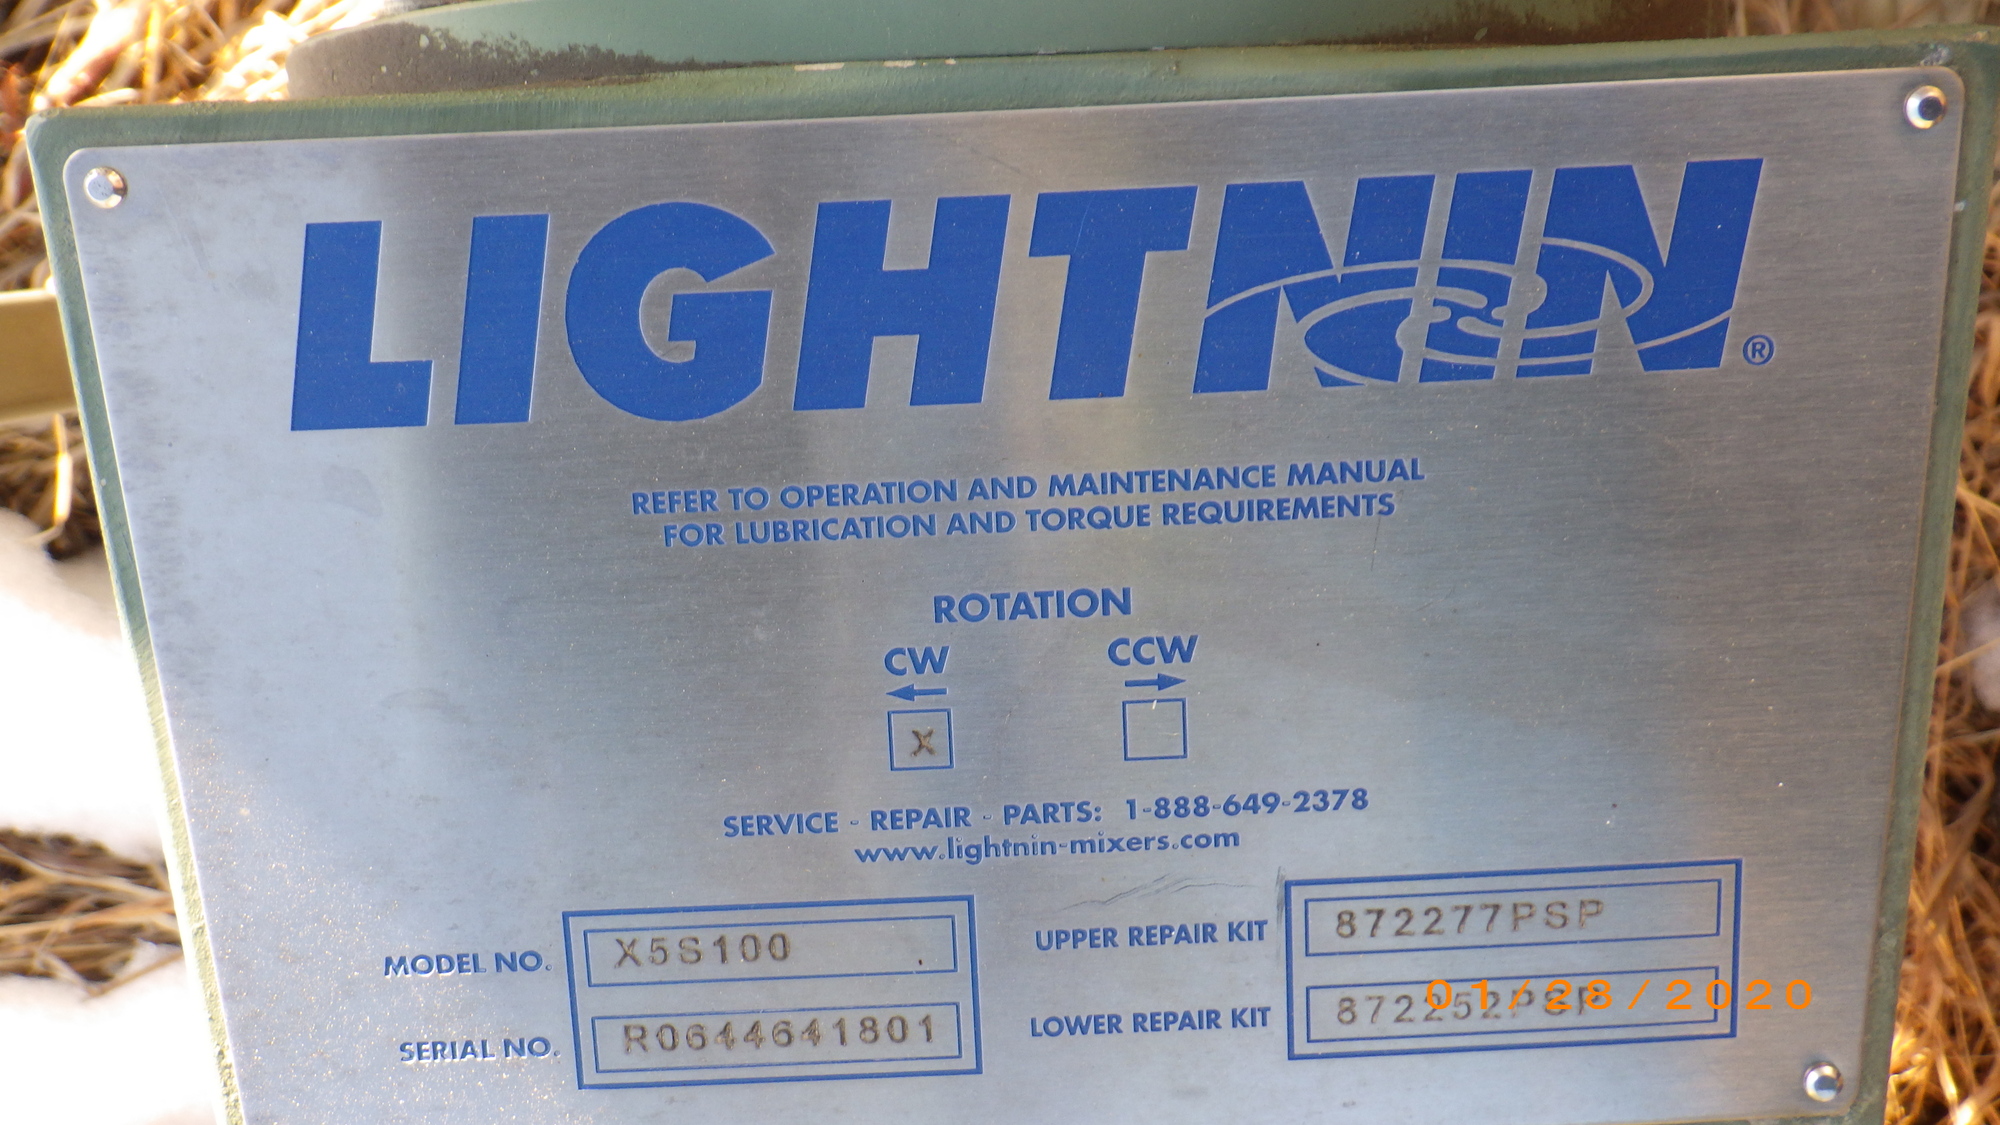 LIGHTNIN®
REFER TO OPERATION AND MAINTENANCE MANUAL
FOR LUBRICATION AND TORQUE REQUIREMENTS
ROTATION
CW CCW
X
SERVICE - REPAIR - PARTS: 1-888-649-2378
www.lightnin-mixers.com
MODEL NO. X5S100
SERIAL NO. R0644641801
UPPER REPAIR KIT 872277PSP
LOWER REPAIR KIT 872252PSP
01/28/2020